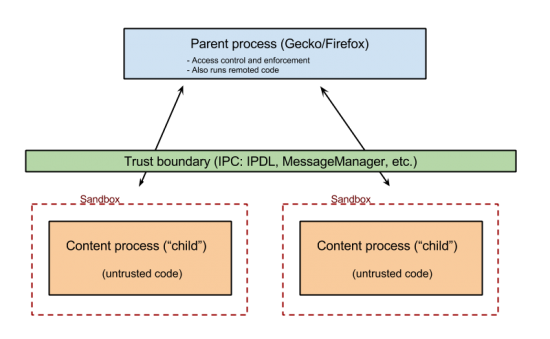 Parent process (Gecko/Firefox)
- Access control and enforcement
- Also runs remoted code
Trust boundary (IPC: IPDL, MessageManager, etc.)
Sandbox
Content process (“child”)
(untrusted code)
Sandbox
Content process (“child”)
(untrusted code)